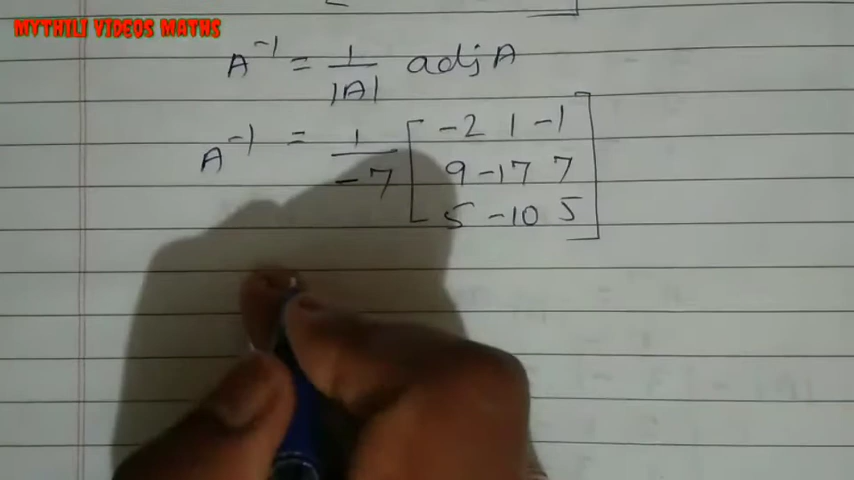 MYTHILI VIDEOS MATHS
A⁻¹ = 1/|A| adj A
A⁻¹ = 1/-7 [ -2 1 -1
9 -17 7
5 -10 5 ]